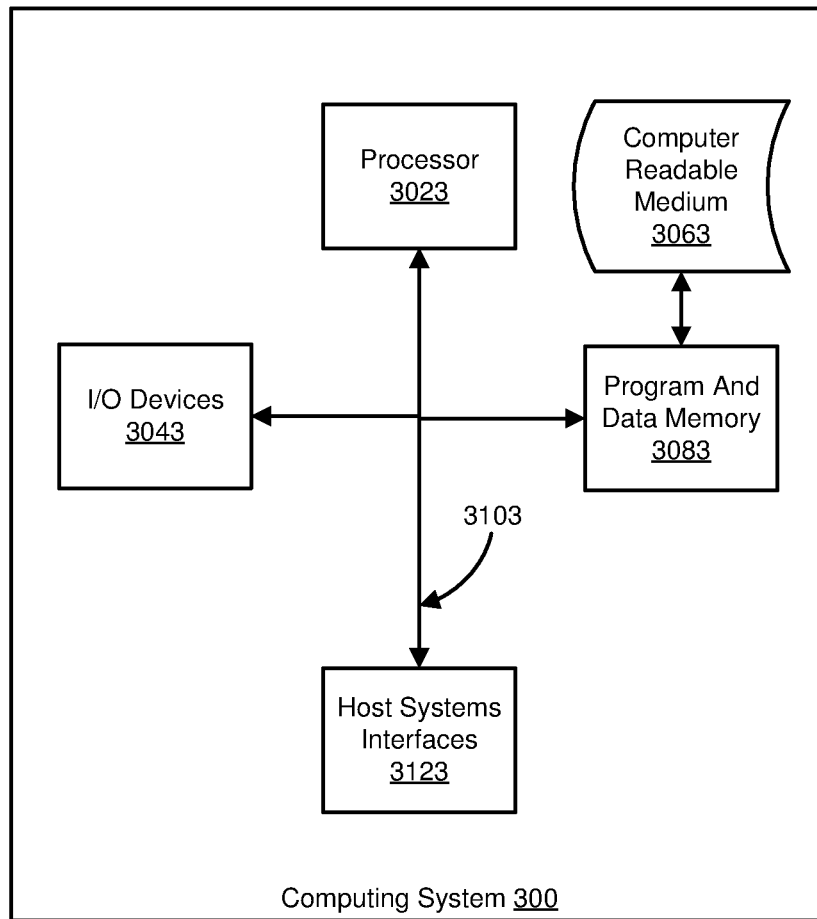 Processor
3023
Computer
Readable
Medium
3063
I/O Devices
3043
Program And
Data Memory
3083
3103
Host Systems
Interfaces
3123
Computing System 300